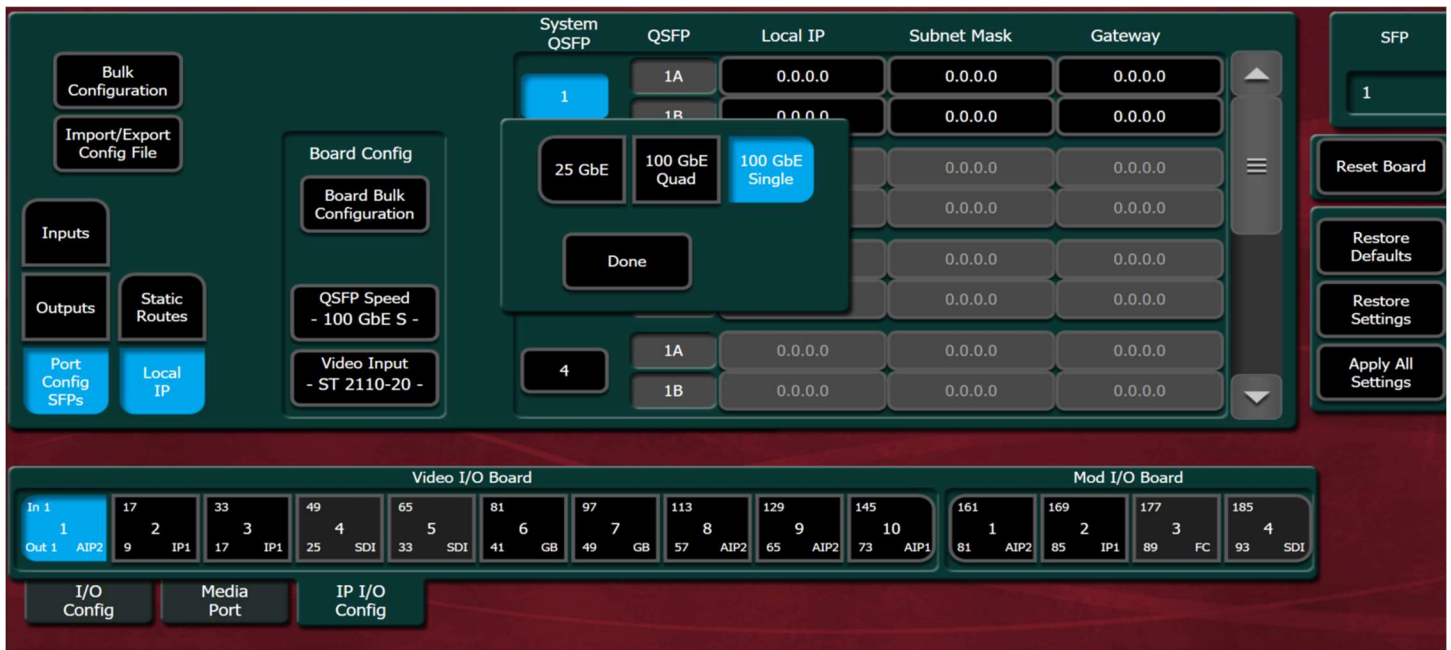 System
QSFP
QSFP
Local IP
Subnet Mask
Gateway
SFP
Bulk
Configuration
Import/Export
Config File
Inputs
Outputs
Static
Routes
Port
Config
SFPs
Local
IP
Board Config
Board Bulk
Configuration
QSFP Speed
- 100 GbE S -
Video Input
- ST 2110-20 -
1
1A
0.0.0.0
0.0.0.0
0.0.0.0
1B
0.0.0.0
0.0.0.0
0.0.0.0
0.0.0.0
0.0.0.0
0.0.0.0
0.0.0.0
0.0.0.0
0.0.0.0
0.0.0.0
0.0.0.0
4
1A
0.0.0.0
0.0.0.0
0.0.0.0
1B
0.0.0.0
0.0.0.0
0.0.0.0
25 GbE
100 GbE
Quad
100 GbE
Single
Done
1
Reset Board
Restore
Defaults
Restore
Settings
Apply All
Settings
Video I/O Board
In 1
1
Out 1 AIP2
17
2
9 IP1
33
3
17 IP1
49
4
25 SDI
65
5
33 SDI
81
6
41 GB
97
7
49 GB
113
8
57 AIP2
129
9
65 AIP2
145
10
73 AIP1
Mod I/O Board
161
1
81 AIP2
169
2
85 IP1
177
3
89 FC
185
4
93 SDI
I/O
Config
Media
Port
IP I/O
Config